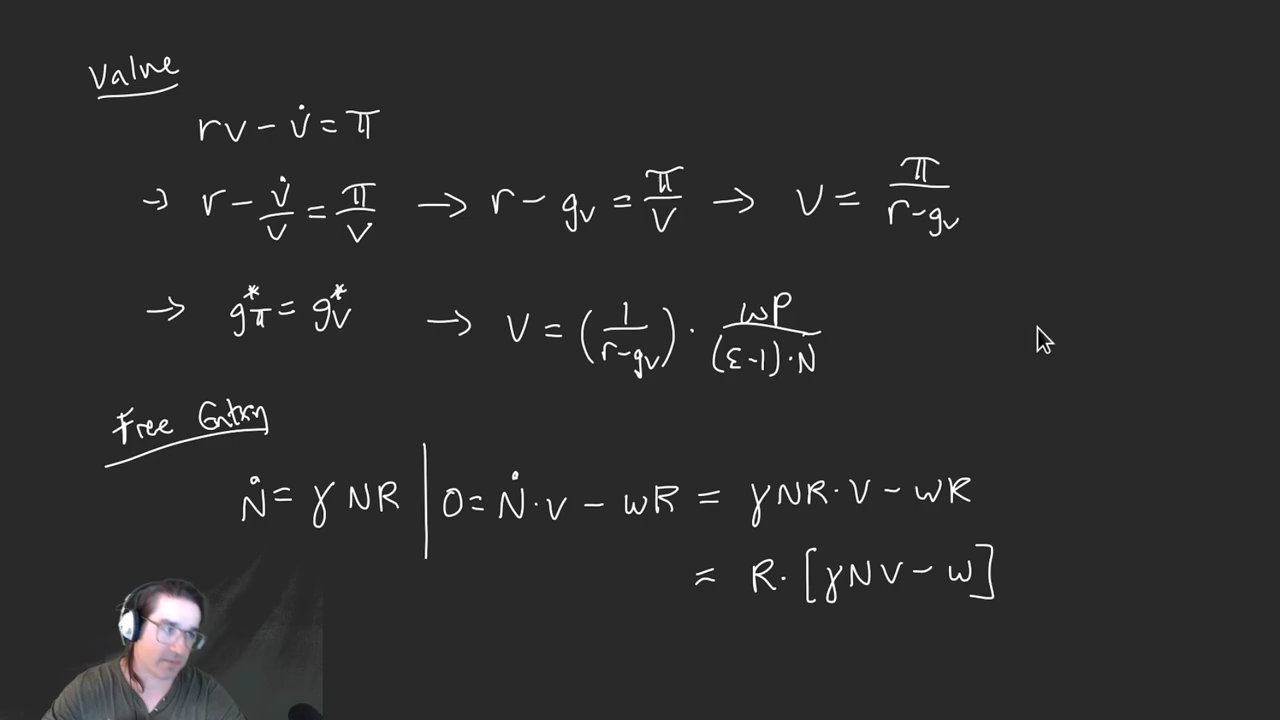 Value
rv − v̇ = π
→ r − v̇/v = π/v → r − g_v = π/v → v = π/(r−g_v)
→ g*_π = g*_v → v = (1/(r−g_v)) · wP/((ε−1)·N)
Free Entry
Ṅ = γNR | 0 = Ṅ·v − wR = γNR·v − wR
= R·[γNv − w]